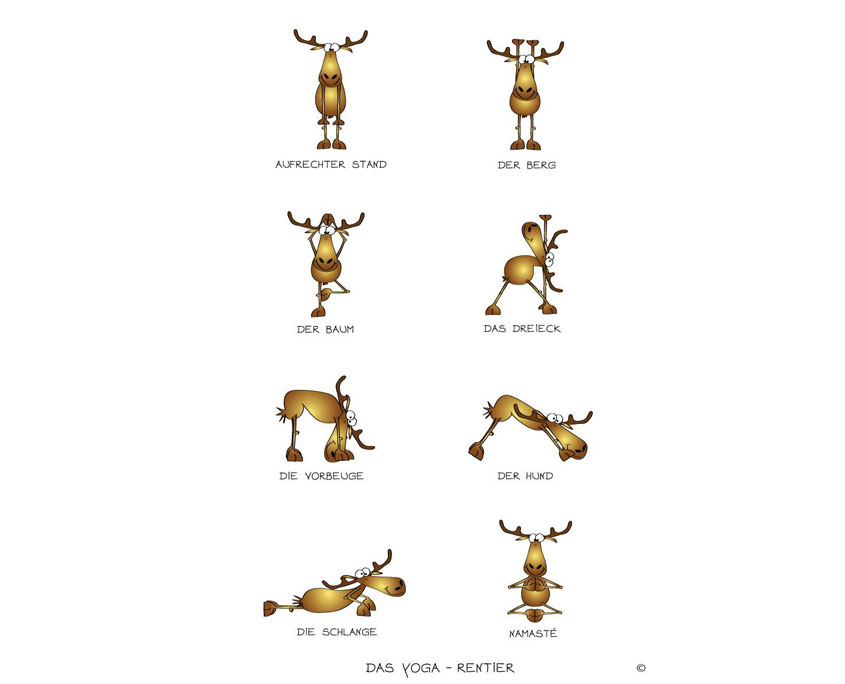 AUFRECHTER STAND
DER BERG
DER BAUM
DAS DREIECK
DIE VORBEUGE
DER HUND
DIE SCHLANGE
NAMASTÉ
DAS YOGA - RENTIER
©